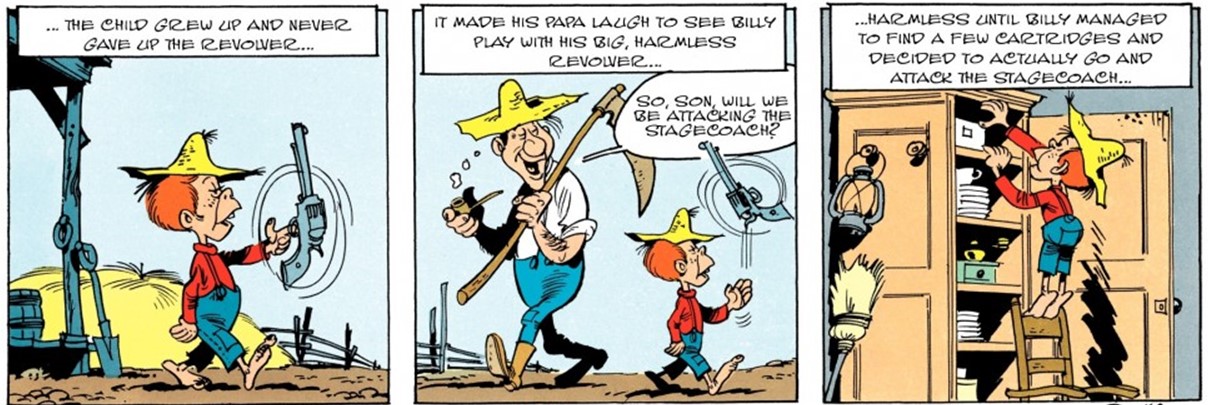 ... THE CHILD GREW UP AND NEVER
GAVE UP THE REVOLVER...
IT MADE HIS PAPA LAUGH TO SEE BILLY
PLAY WITH HIS BIG, HARMLESS
REVOLVER...
SO, SON, WILL WE
BE ATTACKING THE
STAGECOACH?
...HARMLESS UNTIL BILLY MANAGED
TO FIND A FEW CARTRIDGES AND
DECIDED TO ACTUALLY GO AND
ATTACK THE STAGECOACH...